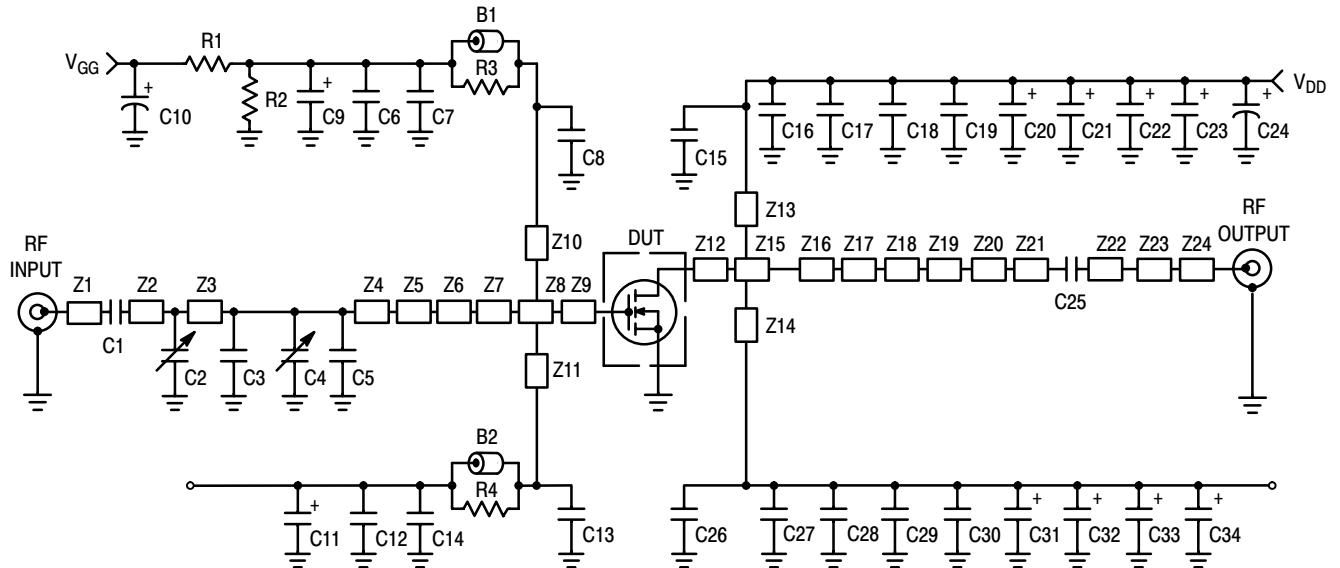 B1
R1
VGG
R3
VDD
R2
+
+
+ + + + +
C10
C9
C6
C7
C16
C17
C18
C19
C20
C21
C22
C23
C24
C8
C15
Z13
RF
INPUT
Z10
DUT
RF
OUTPUT
Z12
Z15
Z16
Z17
Z18
Z19
Z20
Z21
Z22
Z23
Z24
Z1
Z2
Z3
Z4
Z5
Z6
Z7
Z8
Z9
C25
C1
Z14
C2
C3
C4
C5
Z11
B2
R4
+
+ + + +
C11
C12
C14
C13
C26
C27
C28
C29
C30
C31
C32
C33
C34